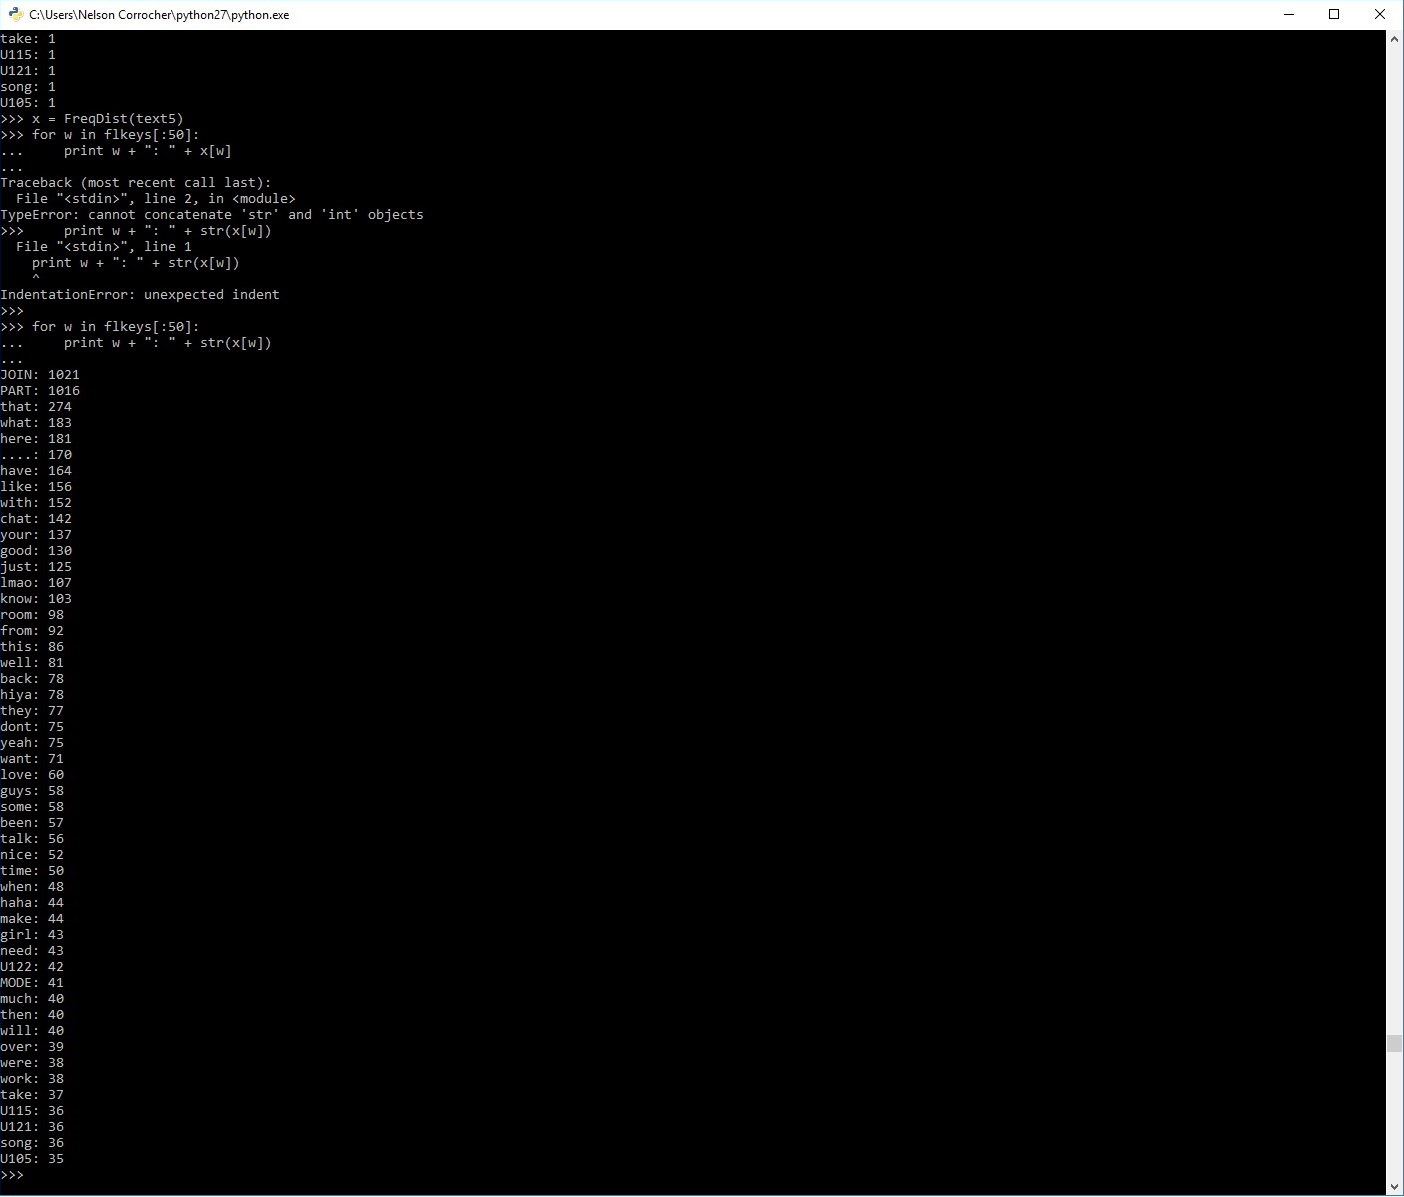 C:\Users\Nelson Corrocher\python27\python.exe
take: 1
U115: 1
U121: 1
song: 1
U105: 1
>>> x = FreqDist(text5)
>>> for w in flkeys[:50]:
...     print w + ": " + x[w]
...
Traceback (most recent call last):
  File "<stdin>", line 2, in <module>
TypeError: cannot concatenate 'str' and 'int' objects
>>>     print w + ": " + str(x[w])
  File "<stdin>", line 1
    print w + ": " + str(x[w])
    ^
IndentationError: unexpected indent
>>>
>>> for w in flkeys[:50]:
...     print w + ": " + str(x[w])
...
JOIN: 1021
PART: 1016
that: 274
what: 183
here: 181
....: 170
have: 164
like: 156
with: 152
chat: 142
your: 137
good: 130
just: 125
lmao: 107
know: 103
room: 98
from: 92
this: 86
well: 81
back: 78
hiya: 78
they: 77
dont: 75
yeah: 75
want: 71
love: 60
guys: 58
some: 58
been: 57
talk: 56
nice: 52
time: 50
when: 48
haha: 44
make: 44
girl: 43
need: 43
U122: 42
MODE: 41
much: 40
then: 40
will: 40
over: 39
were: 38
work: 38
take: 37
U115: 36
U121: 36
song: 36
U105: 35
>>>